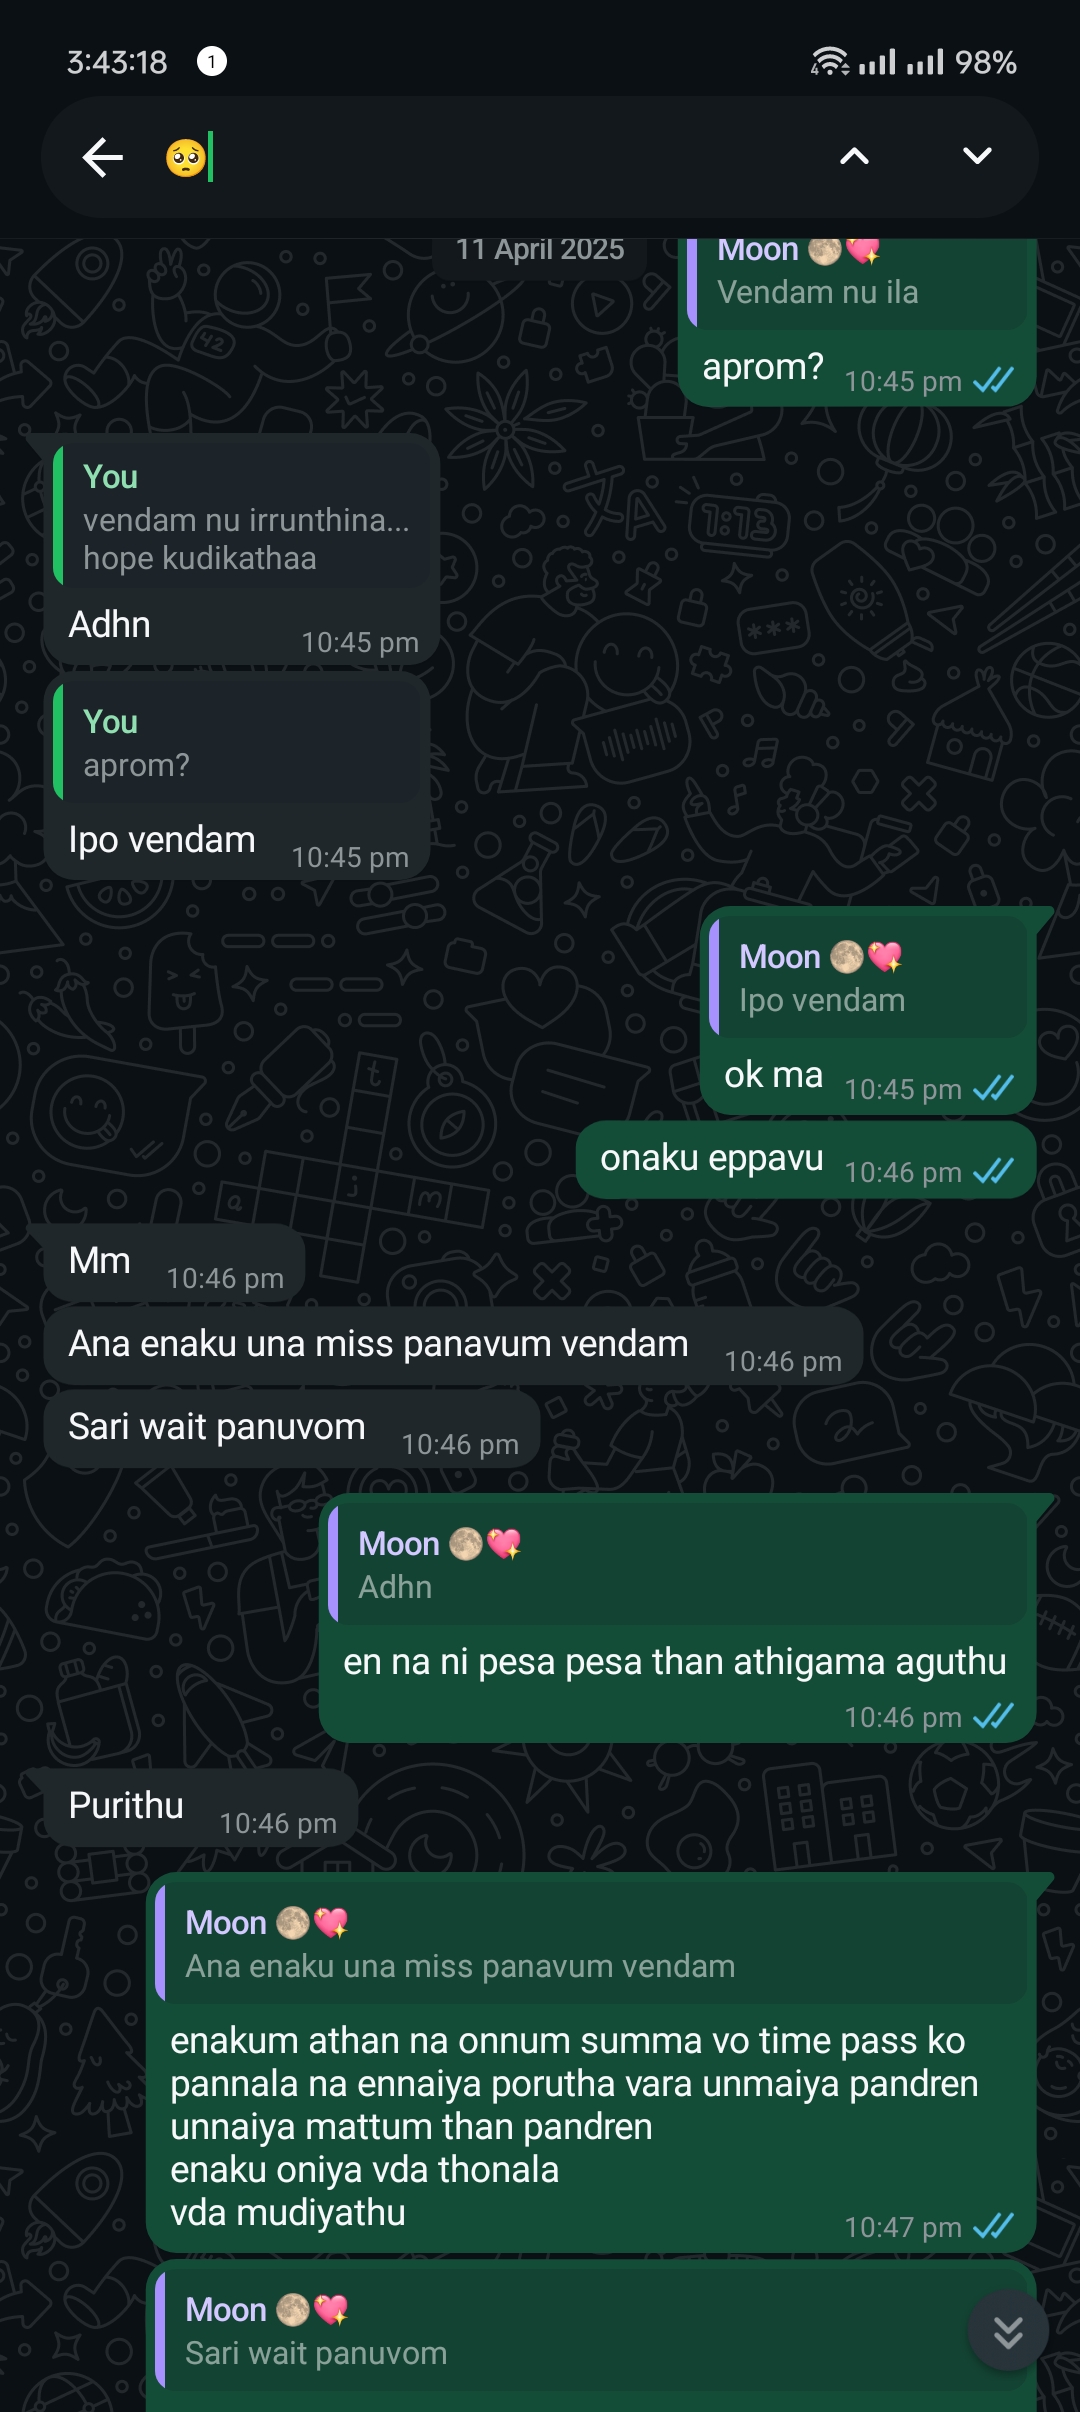 3:43:18 1 4 98%
🥺
11 April 2025
Moon 🌕💖
Vendam nu ila
aprom? 10:45 pm
You
vendam nu irrunthina...
hope kudikathaa
Adhn 10:45 pm
You
aprom?
Ipo vendam 10:45 pm
Moon 🌕💖
Ipo vendam
ok ma 10:45 pm
onaku eppavu 10:46 pm
Mm 10:46 pm
Ana enaku una miss panavum vendam 10:46 pm
Sari wait panuvom 10:46 pm
Moon 🌕💖
Adhn
en na ni pesa pesa than athigama aguthu
10:46 pm
Purithu 10:46 pm
Moon 🌕💖
Ana enaku una miss panavum vendam
enakum athan na onnum summa vo time pass ko
pannala na ennaiya porutha vara unmaiya pandren
unnaiya mattum than pandren
enaku oniya vda thonala
vda mudiyathu 10:47 pm
Moon 🌕💖
Sari wait panuvom